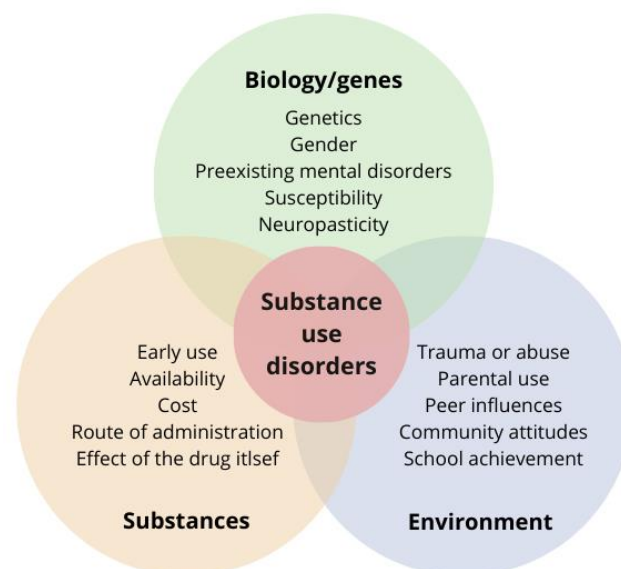 Biology/genes
Genetics
Gender
Preexisting mental disorders
Susceptibility
Neuropasticity
Substance
use
disorders
Early use
Availability
Cost
Route of administration
Effect of the drug itlsef
Substances
Trauma or abuse
Parental use
Peer influences
Community attitudes
School achievement
Environment